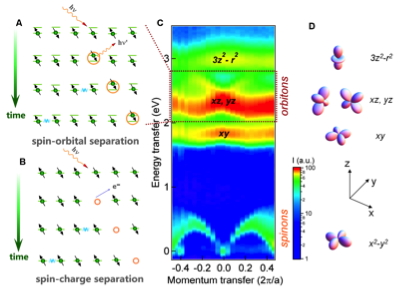 A
hν
hν'
time
spin-orbital separation
B
hν
e⁻
time
spin-charge separation
C
3z²- r²
xz, yz
xy
Energy transfer (eV)
3
2
1
0
-0.4 -0.2 0.0 0.2 0.4
Momentum transfer (2π/a)
orbitons
spinons
I (a.u.)
100
10
1
D
3z²-r²
xz, yz
xy
z
y
x
x²-y²